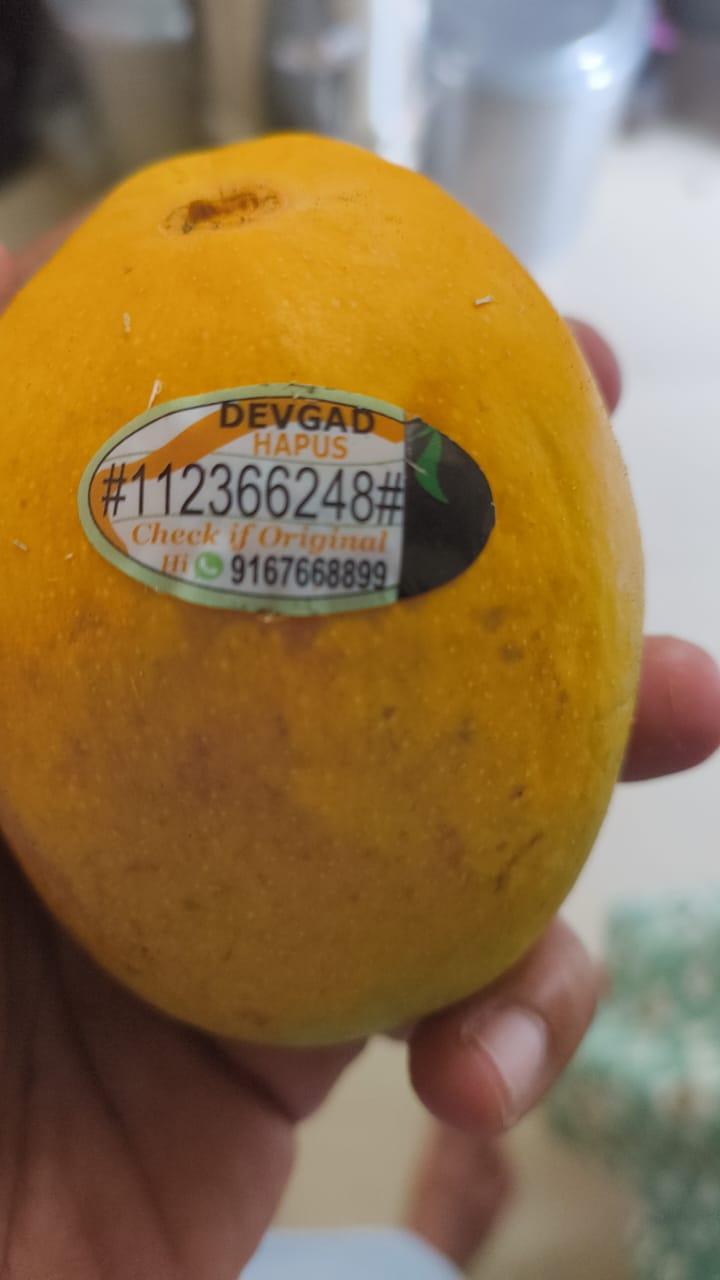 DEVGAD
HAPUS
#112366248#
Check if Original
Hi 9167668899